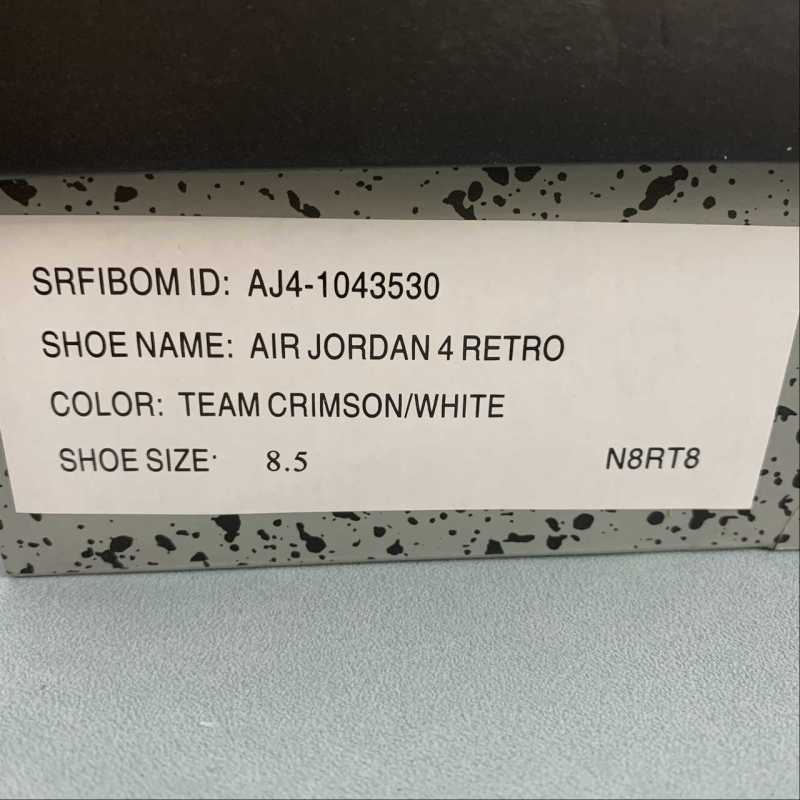 SRFIBOM ID: AJ4-1043530
SHOE NAME: AIR JORDAN 4 RETRO
COLOR: TEAM CRIMSON/WHITE
SHOE SIZE· 8.5 N8RT8